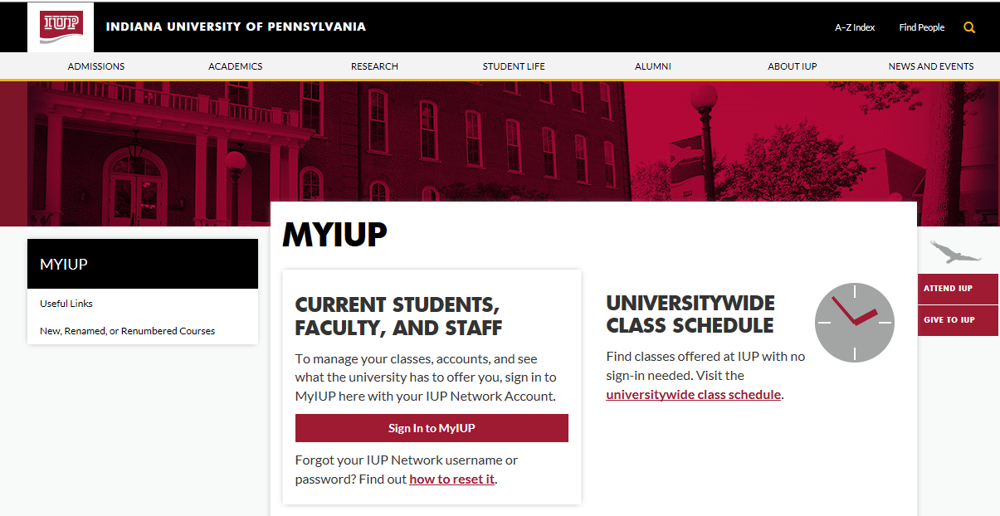 IUP
INDIANA UNIVERSITY OF PENNSYLVANIA
A–Z Index
Find People
ADMISSIONS
ACADEMICS
RESEARCH
STUDENT LIFE
ALUMNI
ABOUT IUP
NEWS AND EVENTS
MYIUP
Useful Links
New, Renamed, or Renumbered Courses
MYIUP
CURRENT STUDENTS,
FACULTY, AND STAFF
To manage your classes, accounts, and see
what the university has to offer you, sign in to
MyIUP here with your IUP Network Account.
Sign In to MyIUP
Forgot your IUP Network username or
password? Find out how to reset it.
UNIVERSITYWIDE
CLASS SCHEDULE
Find classes offered at IUP with no
sign-in needed. Visit the
universitywide class schedule.
ATTEND IUP
GIVE TO IUP